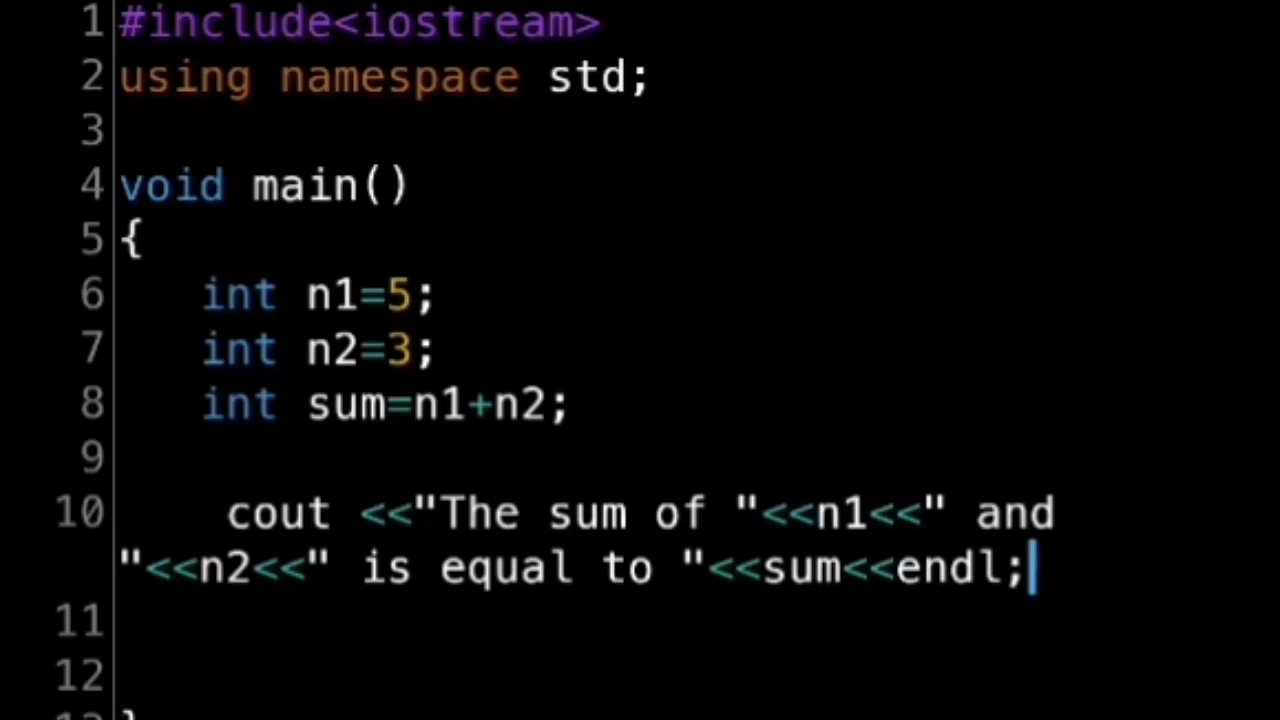 1 #include<iostream>
2 using namespace std;
3
4 void main()
5 {
6 int n1=5;
7 int n2=3;
8 int sum=n1+n2;
9
10 cout <<"The sum of "<<n1<<" and
"<<n2<<" is equal to "<<sum<<endl;
11
12
13 }